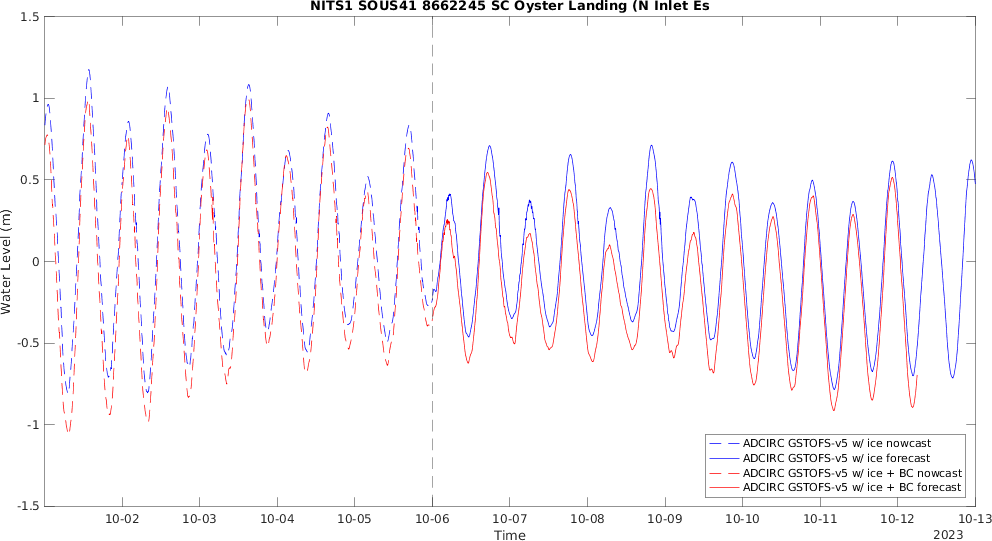 NITS1 SOUS41 8662245 SC Oyster Landing (N Inlet Es
Water Level (m)
1.5
1
0.5
0
-0.5
-1
-1.5
10-02 10-03 10-04 10-05 10-06 10-07 10-08 10-09 10-10 10-11 10-12 10-13
2023
Time
ADCIRC GSTOFS-v5 w/ ice nowcast
ADCIRC GSTOFS-v5 w/ ice forecast
ADCIRC GSTOFS-v5 w/ ice + BC nowcast
ADCIRC GSTOFS-v5 w/ ice + BC forecast